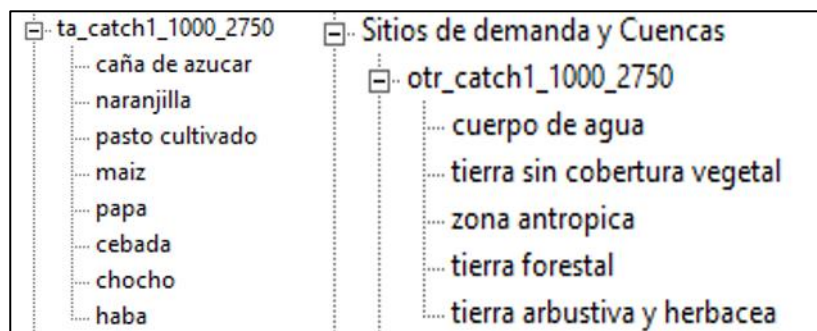 ta_catch1_1000_2750
caña de azucar
naranjilla
pasto cultivado
maiz
papa
cebada
chocho
haba
Sitios de demanda y Cuencas
otr_catch1_1000_2750
cuerpo de agua
tierra sin cobertura vegetal
zona antropica
tierra forestal
tierra arbustiva y herbacea